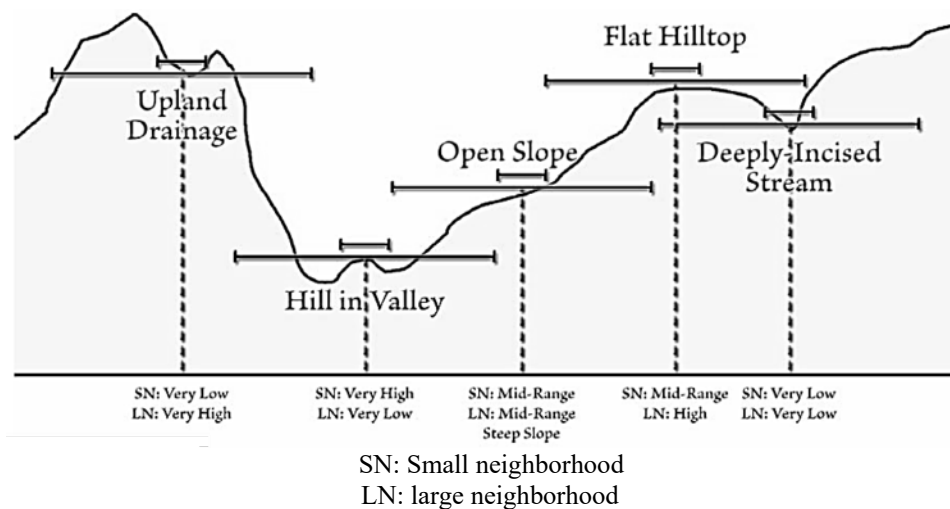 Flat Hilltop
Upland
Drainage
Open Slope
Deeply-Incised
Stream
Hill in Valley
SN: Very Low
LN: Very High
SN: Very High
LN: Very Low
SN: Mid-Range
LN: Mid-Range
Steep Slope
SN: Mid-Range
LN: High
SN: Very Low
LN: Very Low
SN: Small neighborhood
LN: large neighborhood